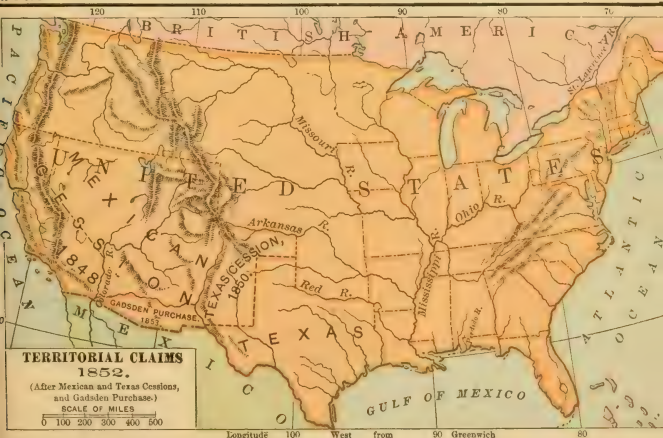 120 110 100 90 80 70
BRITISH AMERICA
PACIFIC OCEAN
St. Lawrence R.
UNITED STATES
Missouri R.
Ohio R.
MEXICAN CESSION 1848
Colorado R.
Arkansas R.
TEXAS CESSION, 1850.
Mississippi R.
Red R.
GADSDEN PURCHASE.
1853
TEXAS
ATLANTIC OCEAN
MEXICO
GULF OF MEXICO
TERRITORIAL CLAIMS
1852.
(After Mexican and Texas Cessions,
and Gadsden Purchase.)
SCALE OF MILES
0 100 200 300 400 500
Longitude 100 West from 90 Greenwich 80